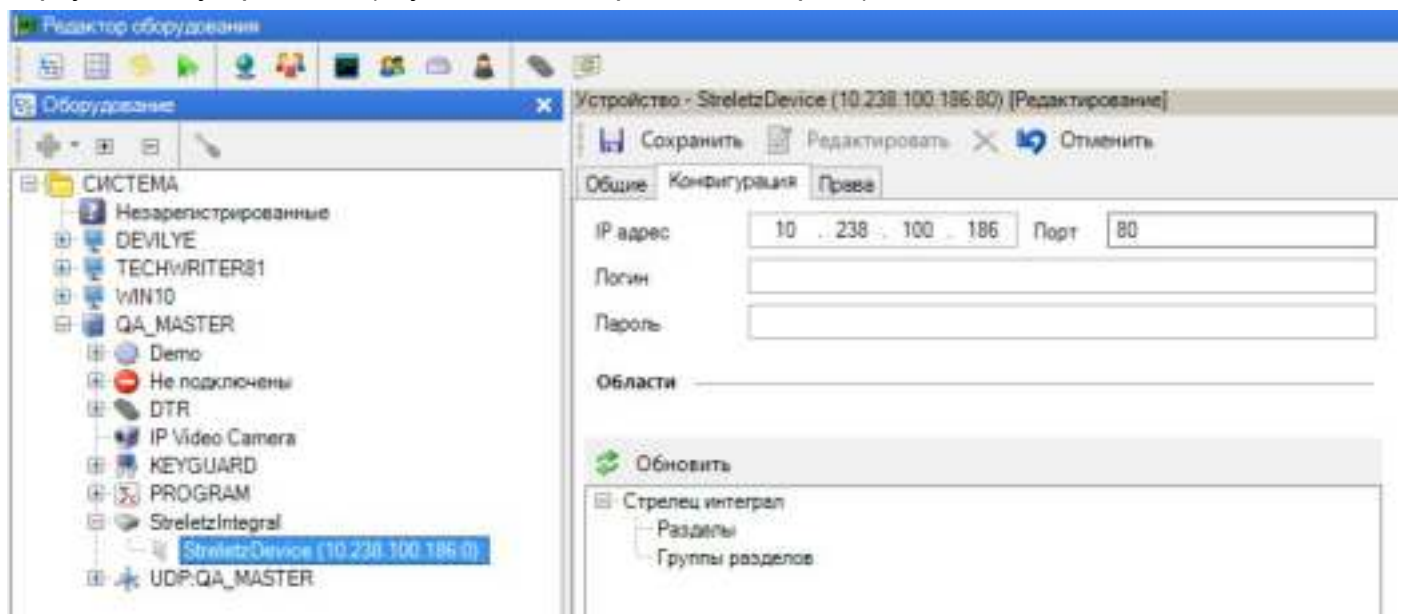 Редактор оборудования
Оборудование
СИСТЕМА
Незарегистрированные
DEVILYE
TECHWRITER81
WIN10
QA_MASTER
Demo
Не подключены
DTR
IP Video Camera
KEYGUARD
PROGRAM
StreletzIntegral
StreletzDevice (10.238.100.186:0)
UDP:QA_MASTER
Устройство - StreletzDevice (10.238.100.186:80) [Редактирование]
Сохранить Редактировать Отменить
Общие Конфигурация Права
IP адрес 10 . 238 . 100 . 186 Порт 80
Логин
Пароль
Области
Обновить
Стрелец интеграл
Разделы
Группы разделов